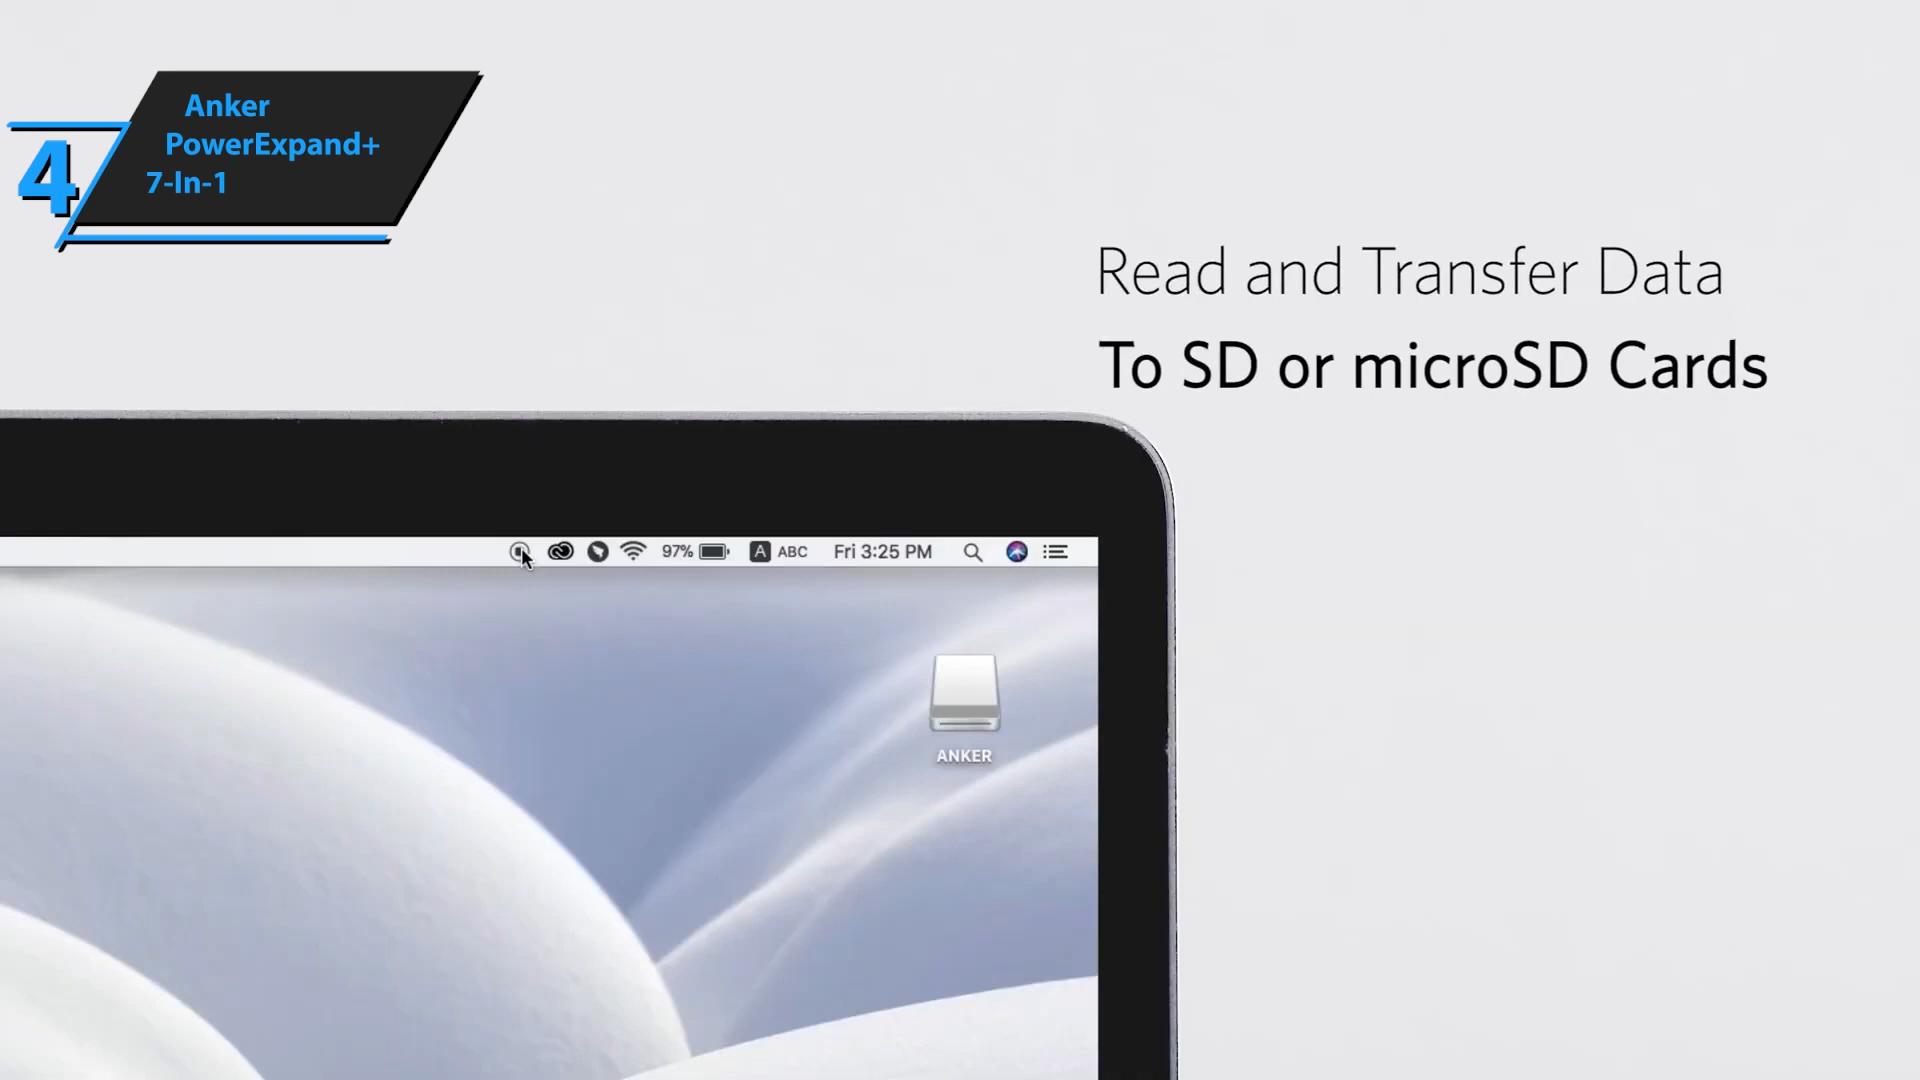 4
Anker
PowerExpand+
7-In-1
Read and Transfer Data
To SD or microSD Cards
97% A ABC Fri 3:25 PM
ANKER